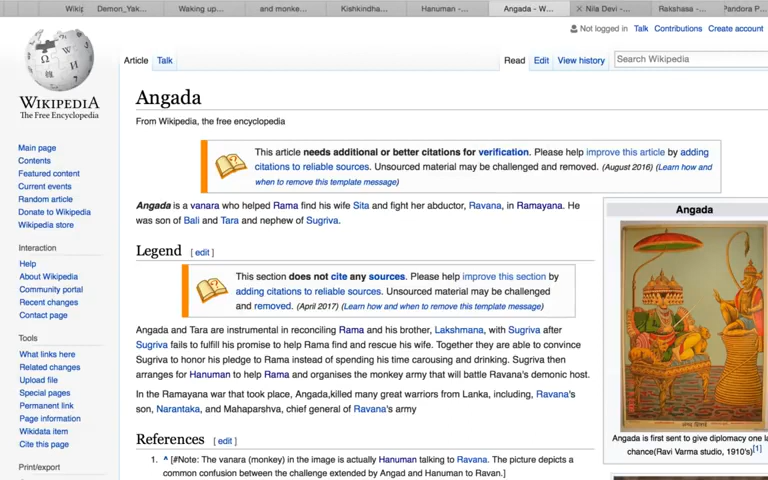 Wikip Demon_Yak... Waking up... and monke... Kishkindha... Hanuman -... Angada - W... × Nila Devi -... Rakshasa -... Pandora P...
Not logged in Talk Contributions Create account
Article Talk Read Edit View history Search Wikipedia
WIKIPEDIA
The Free Encyclopedia
Main page
Contents
Featured content
Current events
Random article
Donate to Wikipedia
Wikipedia store
Interaction
Help
About Wikipedia
Community portal
Recent changes
Contact page
Tools
What links here
Related changes
Upload file
Special pages
Permanent link
Page information
Wikidata item
Cite this page
Print/export
Angada
From Wikipedia, the free encyclopedia
This article needs additional or better citations for verification. Please help improve this article by adding
citations to reliable sources. Unsourced material may be challenged and removed. (August 2016) (Learn how and
when to remove this template message)
Angada is a vanara who helped Rama find his wife Sita and fight her abductor, Ravana, in Ramayana. He
was son of Bali and Tara and nephew of Sugriva.
Legend [ edit ]
This section does not cite any sources. Please help improve this section by
adding citations to reliable sources. Unsourced material may be challenged
and removed. (April 2017) (Learn how and when to remove this template message)
Angada and Tara are instrumental in reconciling Rama and his brother, Lakshmana, with Sugriva after
Sugriva fails to fulfill his promise to help Rama find and rescue his wife. Together they are able to convince
Sugriva to honor his pledge to Rama instead of spending his time carousing and drinking. Sugriva then
arranges for Hanuman to help Rama and organises the monkey army that will battle Ravana's demonic host.
In the Ramayana war that took place, Angada,killed many great warriors from Lanka, including, Ravana's
son, Narantaka, and Mahaparshva, chief general of Ravana's army
References [ edit ]
1. ^ [#Note: The vanara (monkey) in the image is actually Hanuman talking to Ravana. The picture depicts a
common confusion between the challenge extended by Angad and Hanuman to Ravan.]
Angada
Angada is first sent to give diplomacy one la
chance(Ravi Varma studio, 1910's)[1]